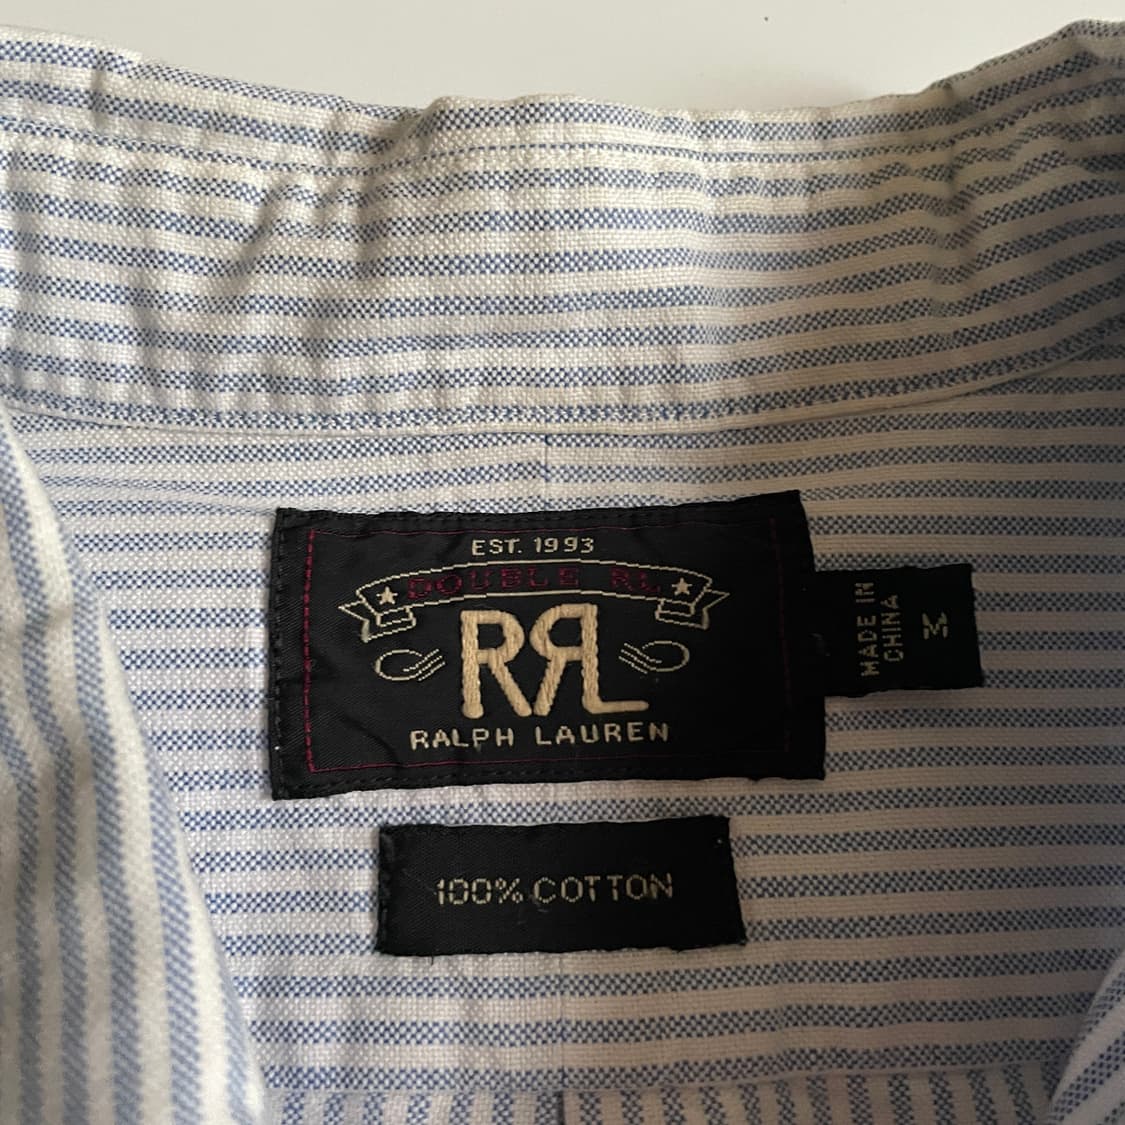 EST. 1993
DOUBLE RL
RRL
RALPH LAUREN
MADE IN
CHINA
M
100% COTTON